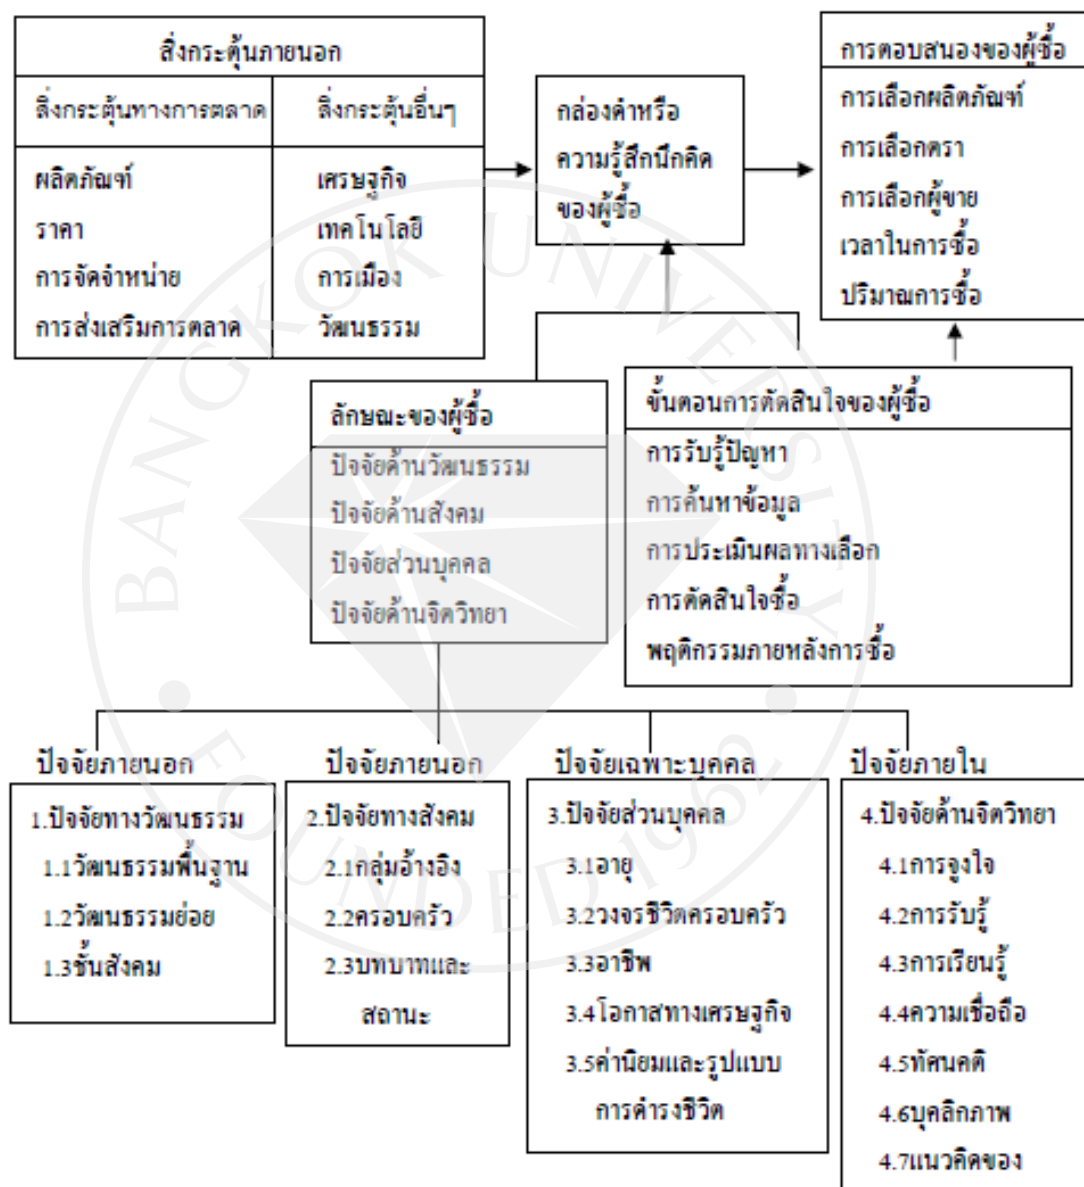 สิ่งกระตุ้นภายนอก
สิ่งกระตุ้นทางการตลาด
สิ่งกระตุ้นอื่นๆ
ผลิตภัณฑ์
ราคา
การจัดจำหน่าย
การส่งเสริมการตลาด
เศรษฐกิจ
เทคโนโลยี
การเมือง
วัฒนธรรม
กล่องดำหรือ
ความรู้สึกนึกคิด
ของผู้ซื้อ
การตอบสนองของผู้ซื้อ
การเลือกผลิตภัณฑ์
การเลือกตรา
การเลือกผู้ขาย
เวลาในการซื้อ
ปริมาณการซื้อ
ลักษณะของผู้ซื้อ
ปัจจัยด้านวัฒนธรรม
ปัจจัยด้านสังคม
ปัจจัยส่วนบุคคล
ปัจจัยด้านจิตวิทยา
ขั้นตอนการตัดสินใจของผู้ซื้อ
การรับรู้ปัญหา
การค้นหาข้อมูล
การประเมินผลทางเลือก
การตัดสินใจซื้อ
พฤติกรรมภายหลังการซื้อ
ปัจจัยภายนอก
1.ปัจจัยทางวัฒนธรรม
1.1วัฒนธรรมพื้นฐาน
1.2วัฒนธรรมย่อย
1.3ชั้นสังคม
ปัจจัยภายนอก
2.ปัจจัยทางสังคม
2.1กลุ่มอ้างอิง
2.2ครอบครัว
2.3บทบาทและ
สถานะ
ปัจจัยเฉพาะบุคคล
3.ปัจจัยส่วนบุคคล
3.1อายุ
3.2วงจรชีวิตครอบครัว
3.3อาชีพ
3.4โอกาสทางเศรษฐกิจ
3.5ค่านิยมและรูปแบบ
การดำรงชีวิต
ปัจจัยภายใน
4.ปัจจัยด้านจิตวิทยา
4.1การจูงใจ
4.2การรับรู้
4.3การเรียนรู้
4.4ความเชื่อถือ
4.5ทัศนคติ
4.6บุคลิกภาพ
4.7แนวคิดของ
BANGKOK UNIVERSITY
FOUNDED 1962